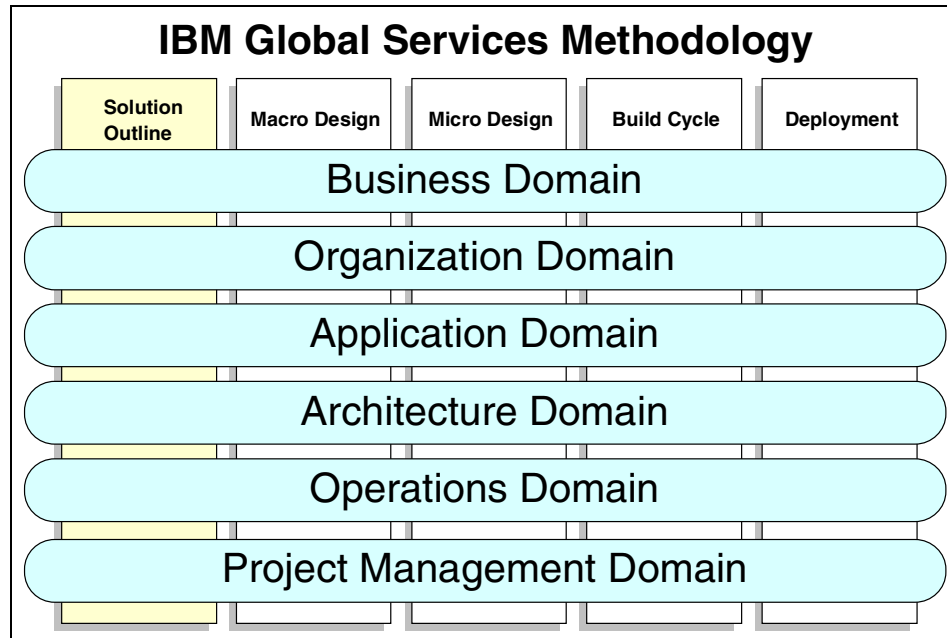 IBM Global Services Methodology
Solution
Outline
Macro Design
Micro Design
Build Cycle
Deployment
Business Domain
Organization Domain
Application Domain
Architecture Domain
Operations Domain
Project Management Domain